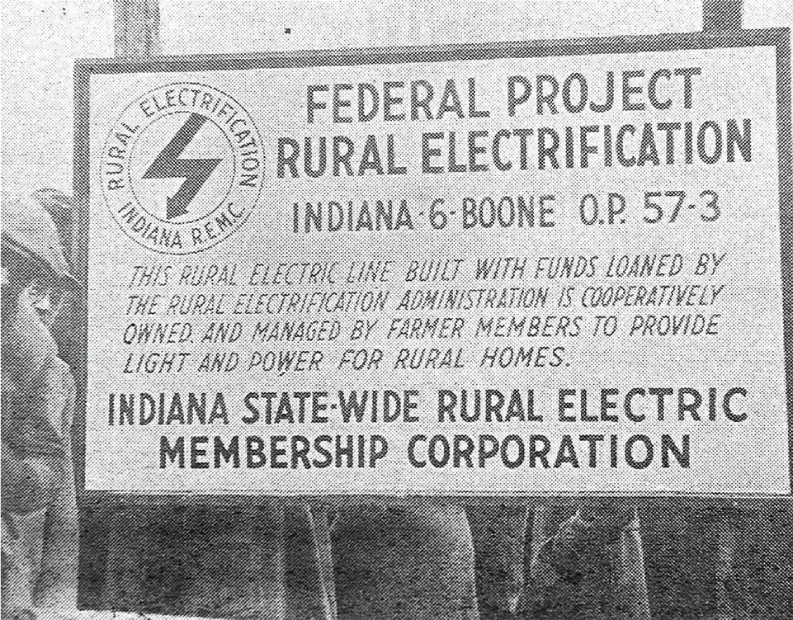 RURAL ELECTRIFICATION
INDIANA R.E.M.C.
FEDERAL PROJECT
RURAL ELECTRIFICATION
INDIANA-6-BOONE O.P. 57-3
THIS RURAL ELECTRIC LINE BUILT WITH FUNDS LOANED BY
THE RURAL ELECTRIFICATION ADMINISTRATION IS COOPERATIVELY
OWNED. AND MANAGED BY FARMER MEMBERS TO PROVIDE
LIGHT AND POWER FOR RURAL HOMES.
INDIANA STATE-WIDE RURAL ELECTRIC
MEMBERSHIP CORPORATION